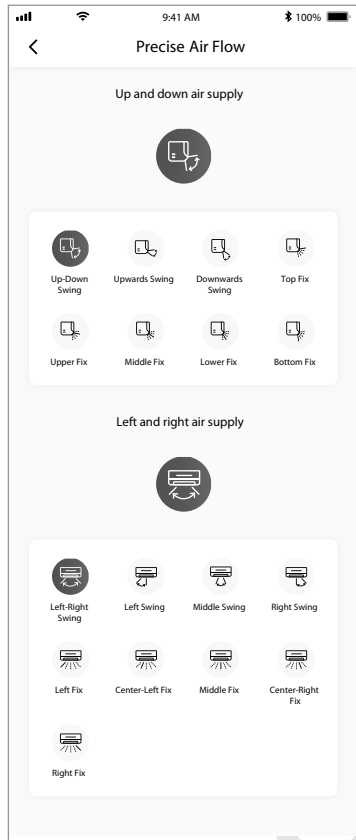 9:41 AM 100%
Precise Air Flow
Up and down air supply
Up-Down Upwards Swing Downwards Top Fix
Swing Swing
Upper Fix Middle Fix Lower Fix Bottom Fix
Left and right air supply
Left-Right Left Swing Middle Swing Right Swing
Swing
Left Fix Center-Left Fix Middle Fix Center-Right
Fix
Right Fix